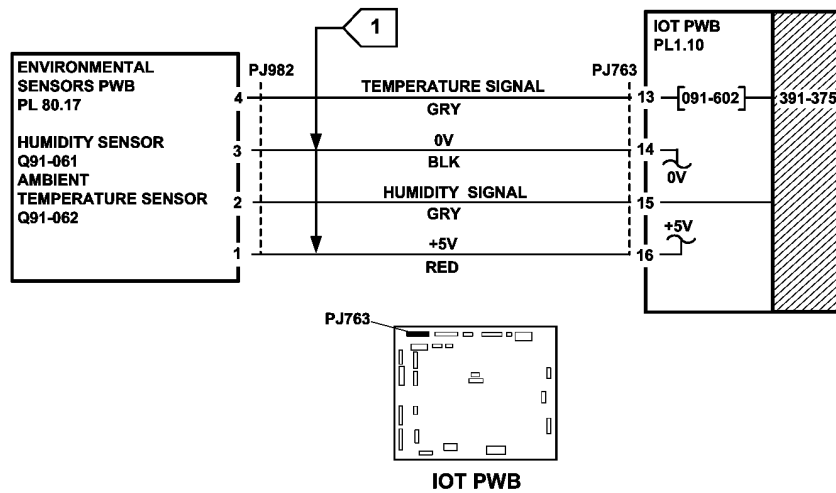 1
ENVIRONMENTAL
SENSORS PWB
PL 80.17
HUMIDITY SENSOR
Q91-061
AMBIENT
TEMPERATURE SENSOR
Q91-062
PJ982
4
3
2
1
TEMPERATURE SIGNAL
GRY
0V
BLK
HUMIDITY SIGNAL
GRY
+5V
RED
PJ763
13
14
15
16
IOT PWB
PL1.10
091-602
391-375
0V
+5V
PJ763
IOT PWB